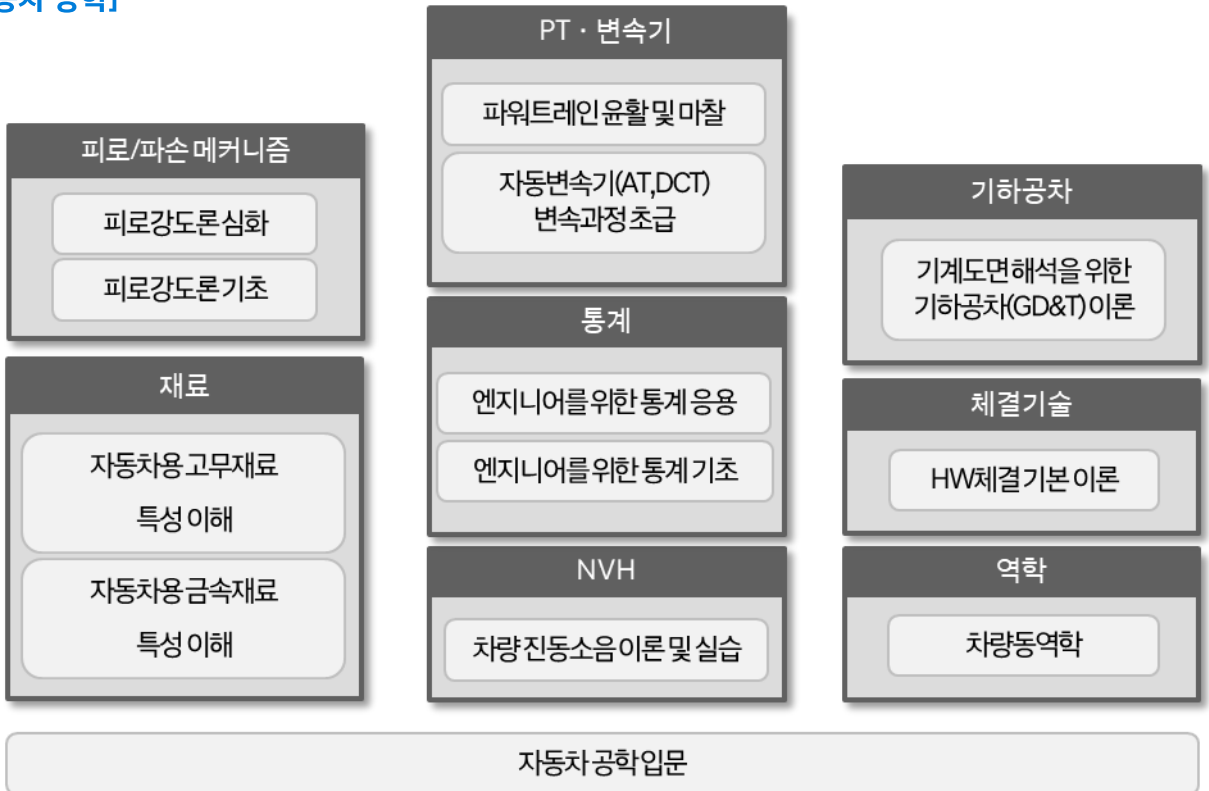 공학]
PT · 변속기
파워트레인 윤활 및 마찰
자동변속기(AT,DCT)
변속과정 초급
피로/파손 메커니즘
피로강도론 심화
피로강도론 기초
기하공차
기계도면 해석을 위한
기하공차(GD&T) 이론
통계
엔지니어를 위한 통계 응용
엔지니어를 위한 통계 기초
재료
자동차용 고무재료
특성 이해
자동차용 금속재료
특성 이해
체결기술
HW체결 기본 이론
NVH
차량 진동소음 이론 및 실습
역학
차량동역학
자동차 공학 입문